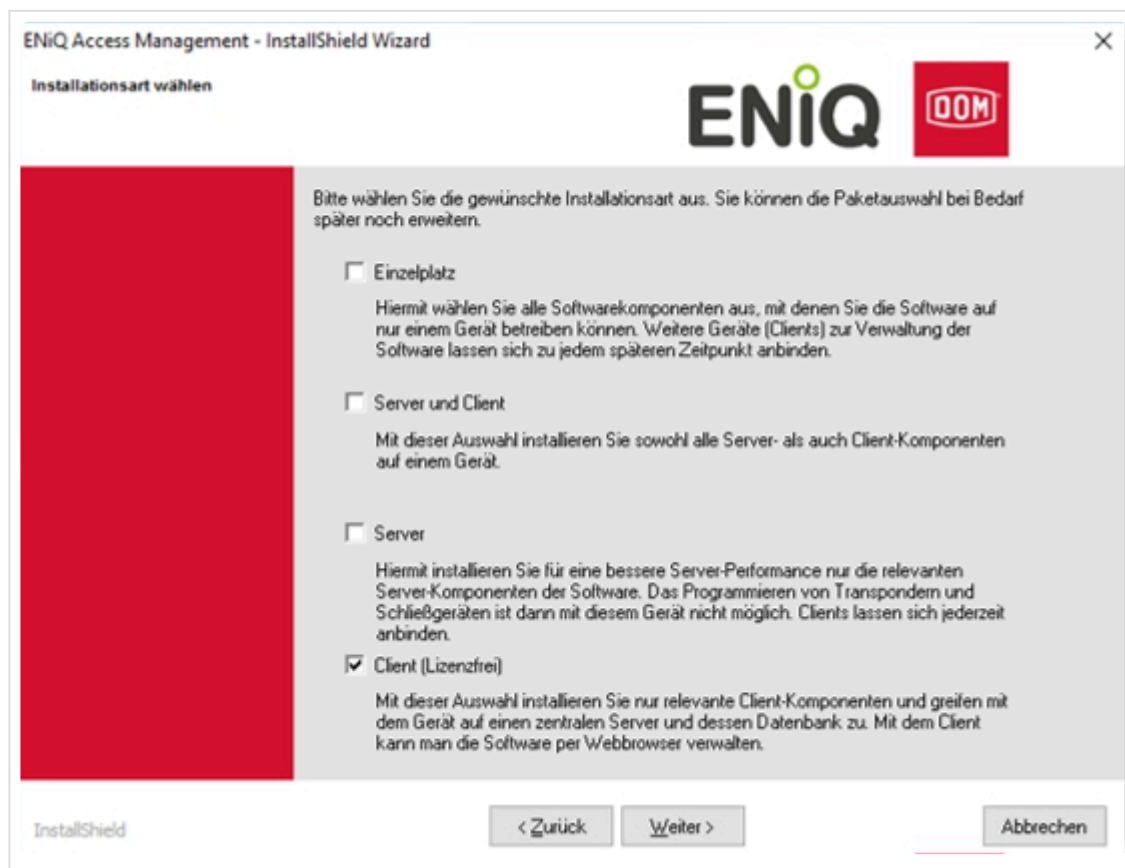 ENiQ Access Management - InstallShield Wizard
Installationsart wählen
ENiQ
DOM
Bitte wählen Sie die gewünschte Installationsart aus. Sie können die Paketauswahl bei Bedarf
später noch erweitern.
Einzelplatz
Hiermit wählen Sie alle Softwarekomponenten aus, mit denen Sie die Software auf
nur einem Gerät betreiben können. Weitere Geräte (Clients) zur Verwaltung der
Software lassen sich zu jedem späteren Zeitpunkt anbinden.
Server und Client
Mit dieser Auswahl installieren Sie sowohl alle Server- als auch Client-Komponenten
auf einem Gerät.
Server
Hiermit installieren Sie für eine bessere Server-Performance nur die relevanten
Server-Komponenten der Software. Das Programmieren von Transpondern und
Schließgeräten ist dann mit diesem Gerät nicht möglich. Clients lassen sich jederzeit
anbinden.
Client (Lizenzfrei)
Mit dieser Auswahl installieren Sie nur relevante Client-Komponenten und greifen mit
dem Gerät auf einen zentralen Server und dessen Datenbank zu. Mit dem Client
kann man die Software per Webbrowser verwalten.
InstallShield
< Zurück
Weiter >
Abbrechen